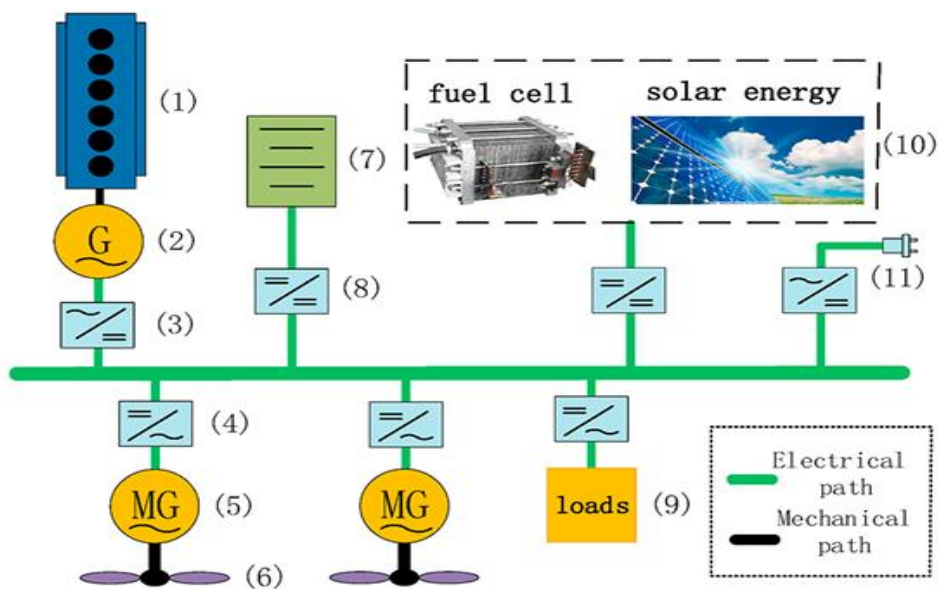 (1)
fuel cell
solar energy
(7)
(10)
G
(2)
(3)
(8)
(11)
(4)
MG
(5)
MG
loads
(9)
(6)
Electrical
path
Mechanical
path